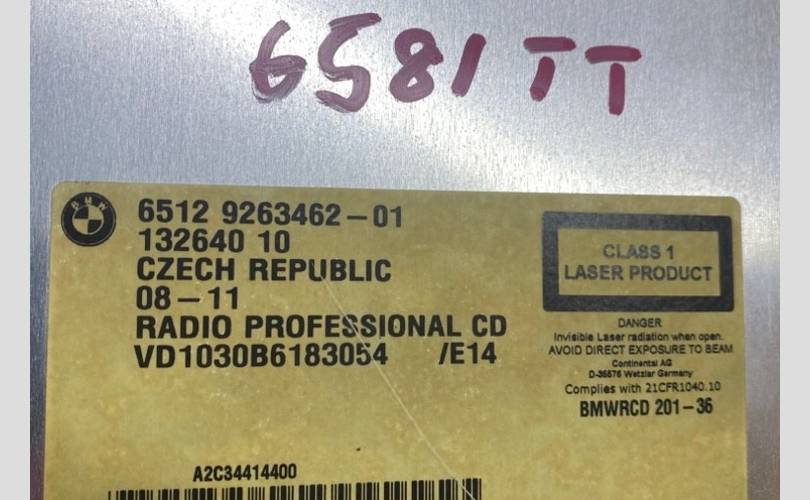 6581TT
BMW
6512 9263462-01
132640 10
CZECH REPUBLIC
08-11
RADIO PROFESSIONAL CD
VD1030B6183054 /E14
CLASS 1
LASER PRODUCT
DANGER
Invisible Laser radiation when open.
AVOID DIRECT EXPOSURE TO BEAM
Continental AG
D-35576 Wetzlar Germany
Complies with 21CFR1040.10
BMWRCD 201-36
A2C34414400